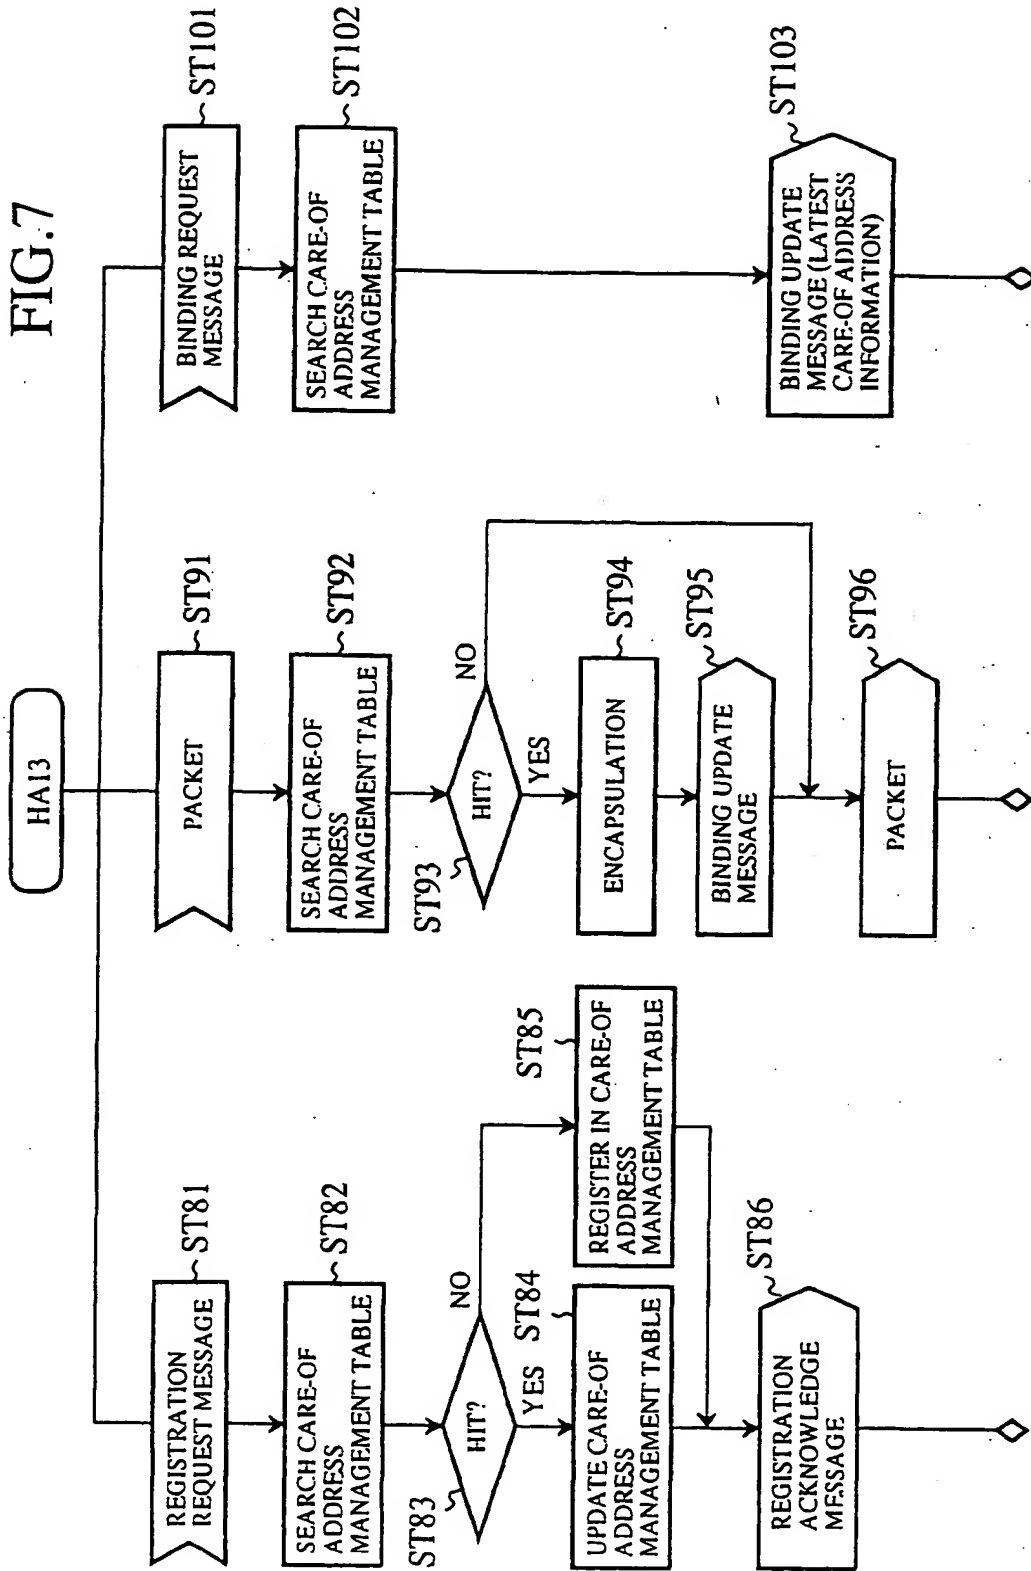 FIG.7
HA13
REGISTRATION
REQUEST MESSAGE
ST81
SEARCH CARE-OF
ADDRESS
MANAGEMENT TABLE
ST82
HIT?
ST83
NO
YES
UPDATE CARE-OF
ADDRESS
MANAGEMENT TABLE
ST84
REGISTER IN CARE-OF
ADDRESS
MANAGEMENT TABLE
ST85
REGISTRATION
ACKNOWLEDGE
MESSAGE
ST86
PACKET
ST91
SEARCH CARE-OF
ADDRESS
MANAGEMENT TABLE
ST92
HIT?
ST93
NO
YES
ENCAPSULATION
ST94
BINDING UPDATE
MESSAGE
ST95
PACKET
ST96
BINDING REQUEST
MESSAGE
ST101
SEARCH CARE-OF
ADDRESS
MANAGEMENT TABLE
ST102
BINDING UPDATE
MESSAGE (LATEST
CARE-OF ADDRESS
INFORMATION)
ST103